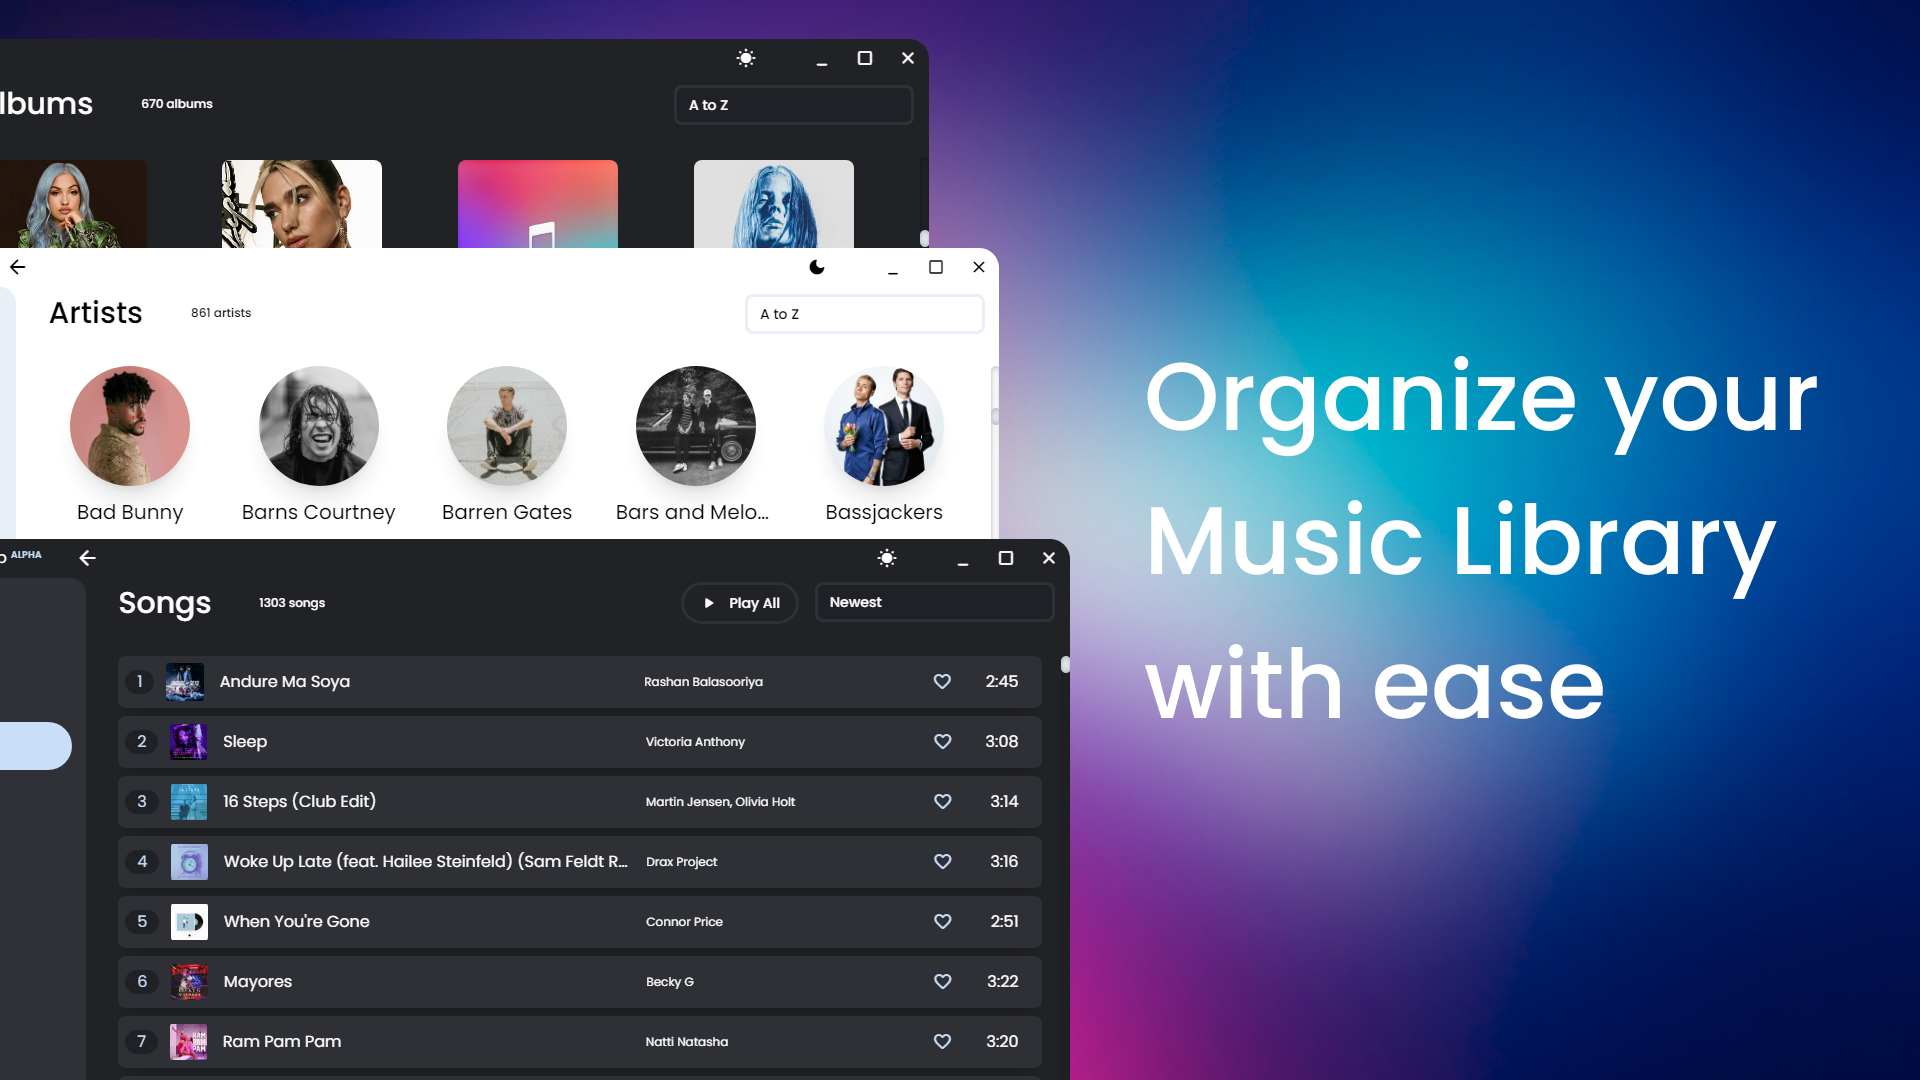 lbums
670 albums
A to Z
Artists
861 artists
A to Z
Bad Bunny
Barns Courtney
Barren Gates
Bars and Melo...
Bassjackers
ALPHA
Songs
1303 songs
Play All
Newest
1 Andure Ma Soya Rashan Balasooriya 2:45
2 Sleep Victoria Anthony 3:08
3 16 Steps (Club Edit) Martin Jensen, Olivia Holt 3:14
4 Woke Up Late (feat. Hailee Steinfeld) (Sam Feldt R... Drax Project 3:16
5 When You're Gone Connor Price 2:51
6 Mayores Becky G 3:22
7 Ram Pam Pam Natti Natasha 3:20
RAM
PAM
PAM
Organize your
Music Library
with ease